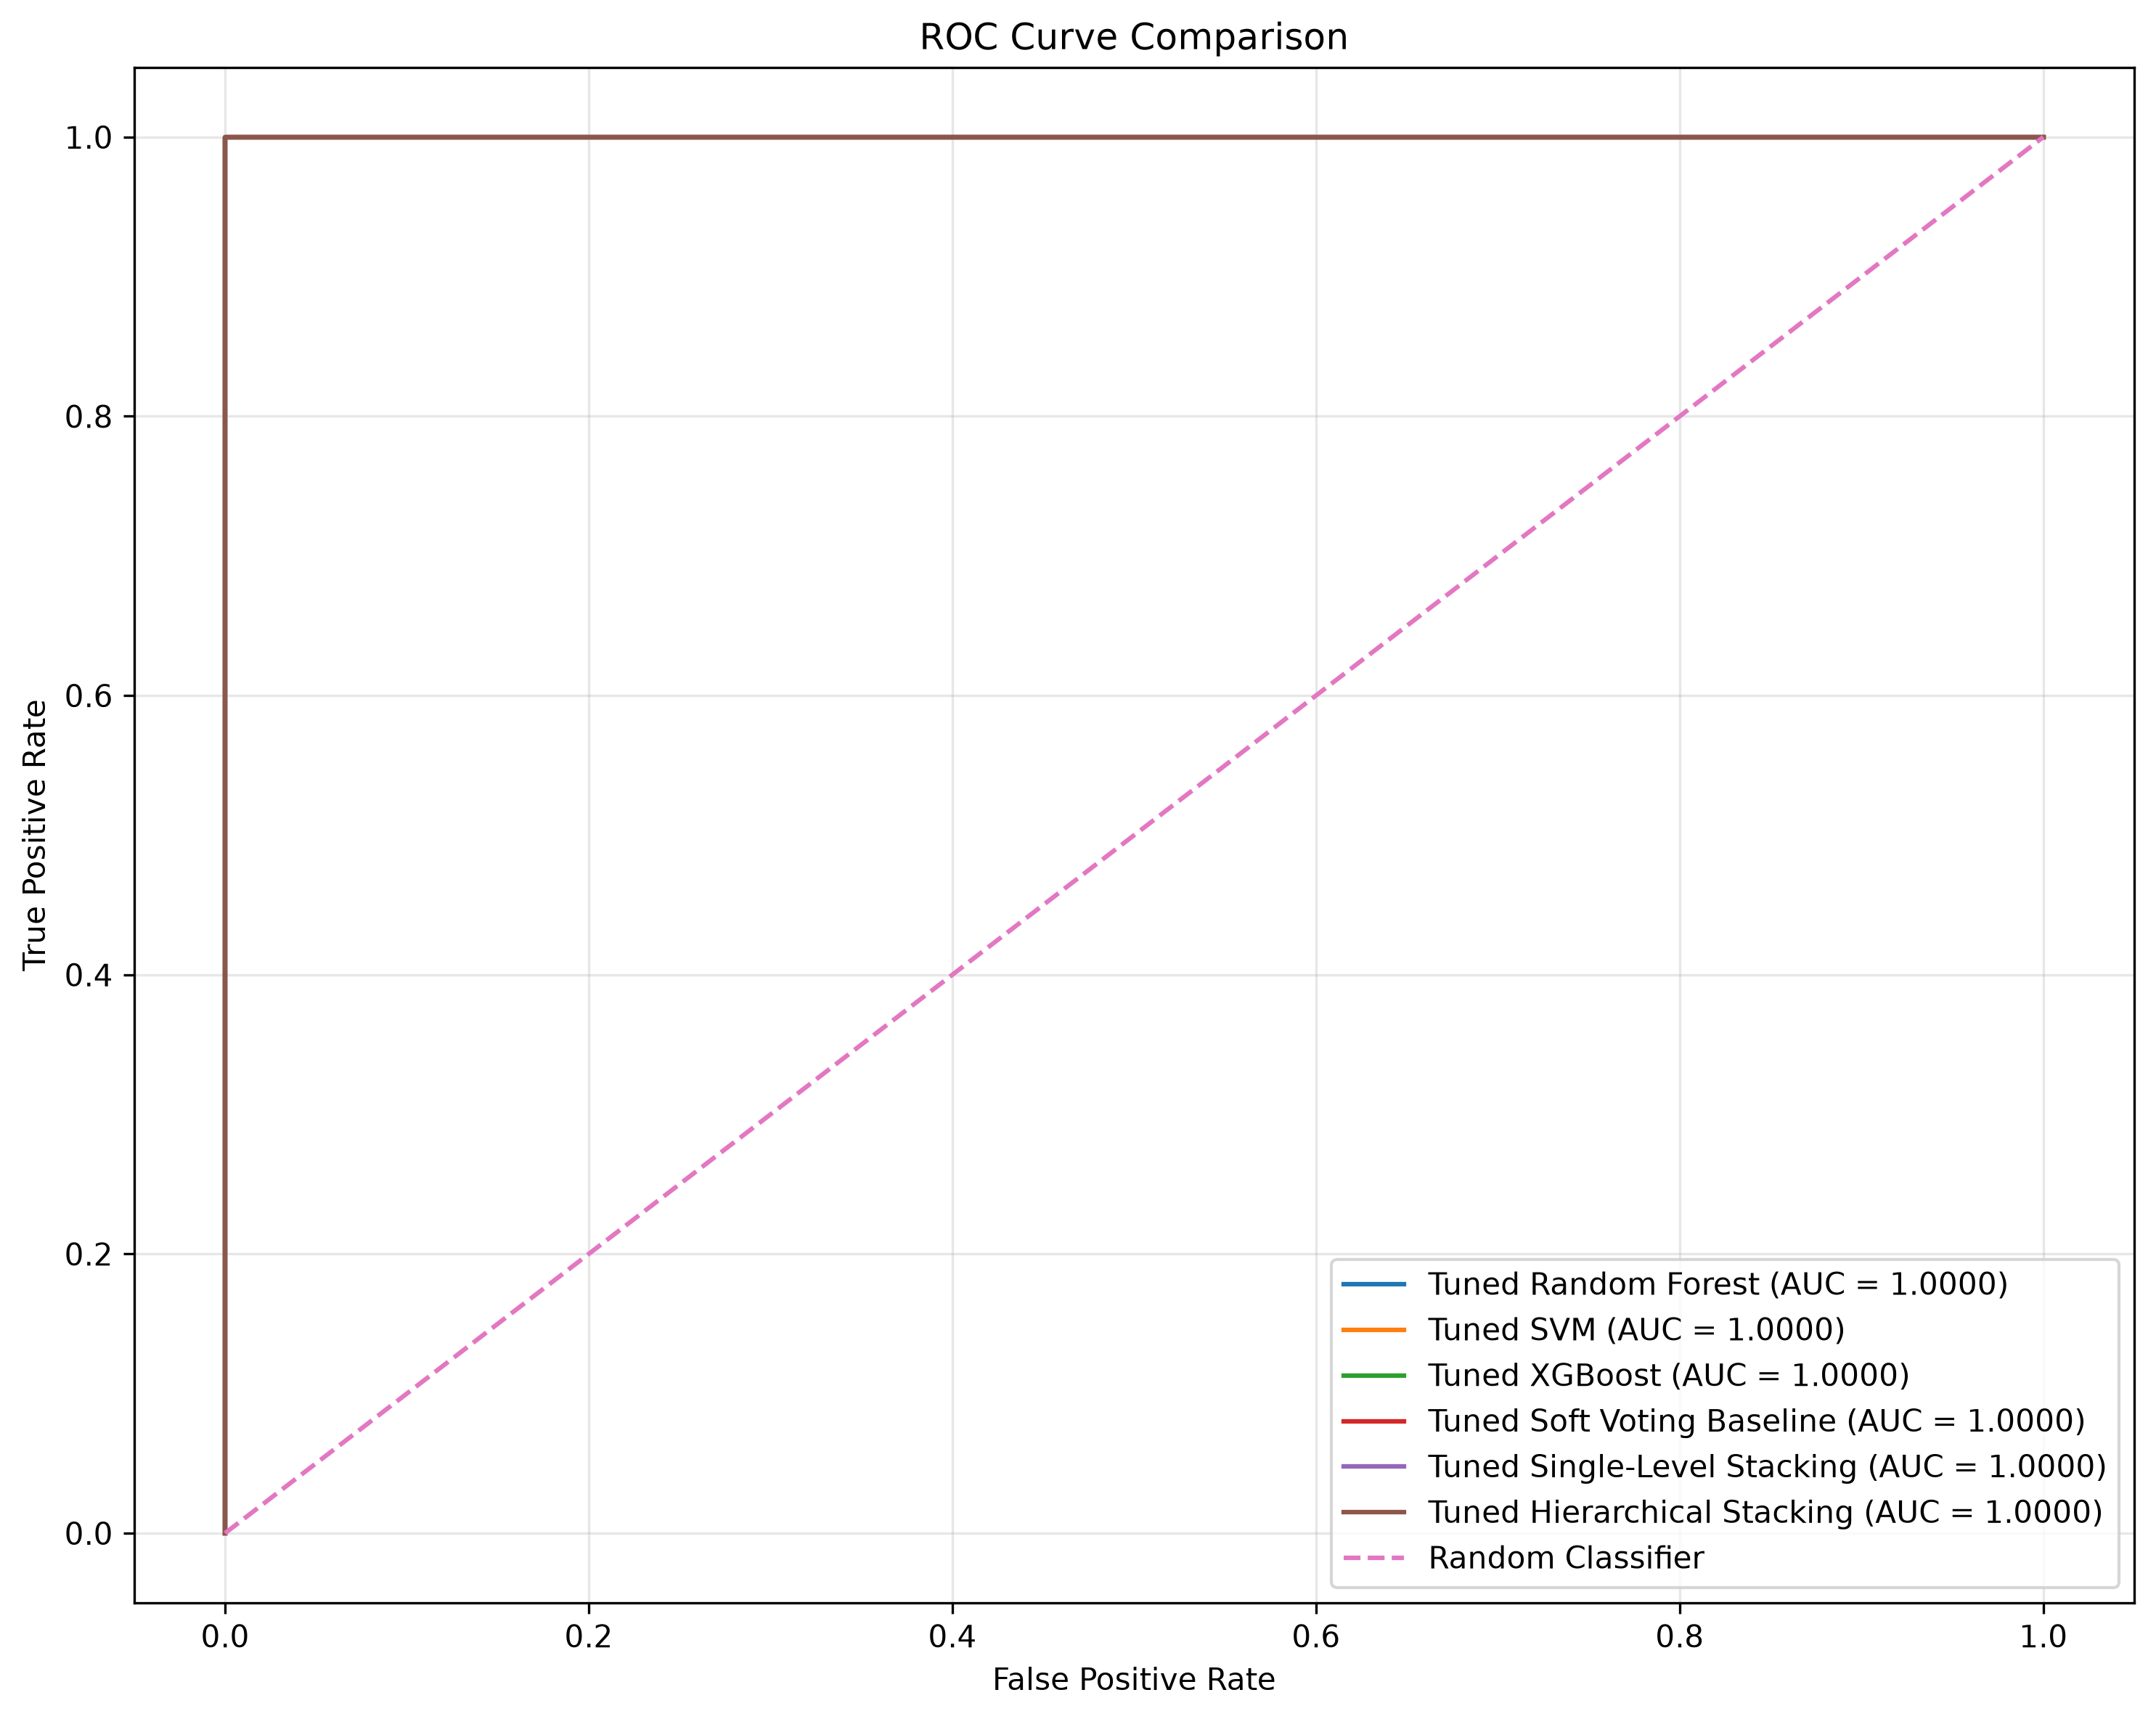 ROC Curve Comparison
1.0
0.8
0.6
0.4
0.2
0.0
True Positive Rate
0.0 0.2 0.4 0.6 0.8 1.0
False Positive Rate
Tuned Random Forest (AUC = 1.0000)
Tuned SVM (AUC = 1.0000)
Tuned XGBoost (AUC = 1.0000)
Tuned Soft Voting Baseline (AUC = 1.0000)
Tuned Single-Level Stacking (AUC = 1.0000)
Tuned Hierarchical Stacking (AUC = 1.0000)
Random Classifier